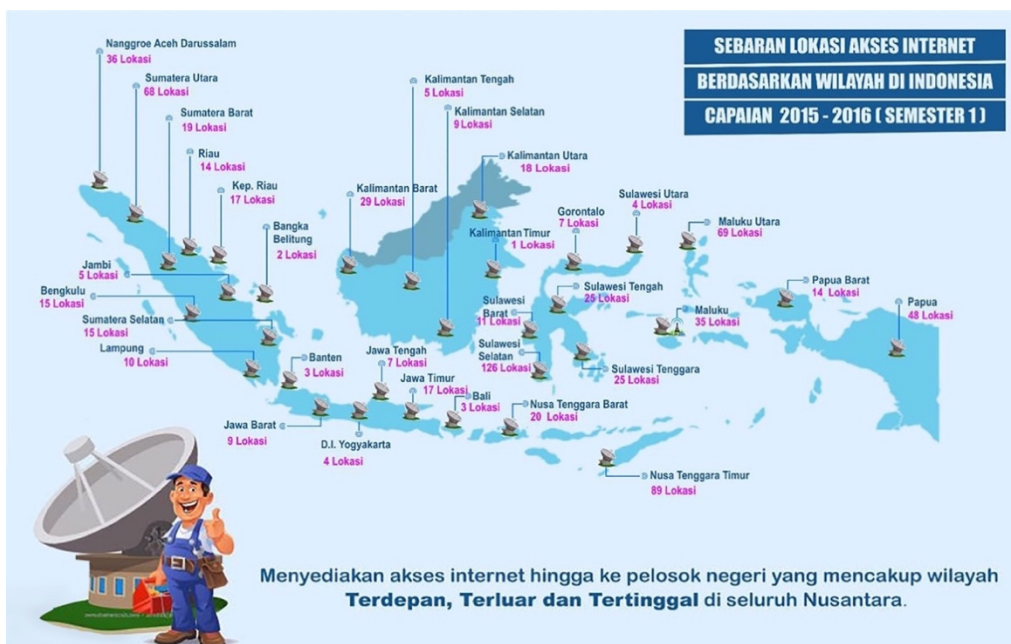 SEBARAN LOKASI AKSES INTERNET
BERDASARKAN WILAYAH DI INDONESIA
CAPAIAN 2015 - 2016 ( SEMESTER 1 )
Nanggroe Aceh Darussalam
36 Lokasi
Sumatera Utara
68 Lokasi
Sumatera Barat
19 Lokasi
Riau
14 Lokasi
Kep. Riau
17 Lokasi
Bangka
Belitung
2 Lokasi
Jambi
5 Lokasi
Bengkulu
15 Lokasi
Sumatera Selatan
15 Lokasi
Lampung
10 Lokasi
Banten
3 Lokasi
Jawa Barat
9 Lokasi
D.I. Yogyakarta
4 Lokasi
Jawa Tengah
7 Lokasi
Jawa Timur
17 Lokasi
Bali
3 Lokasi
Nusa Tenggara Barat
20 Lokasi
Nusa Tenggara Timur
89 Lokasi
Kalimantan Barat
29 Lokasi
Kalimantan Tengah
5 Lokasi
Kalimantan Selatan
9 Lokasi
Kalimantan Utara
18 Lokasi
Kalimantan Timur
1 Lokasi
Gorontalo
7 Lokasi
Sulawesi Utara
4 Lokasi
Sulawesi Tengah
25 Lokasi
Sulawesi
Barat
11 Lokasi
Sulawesi
Selatan
126 Lokasi
Sulawesi Tenggara
25 Lokasi
Maluku Utara
69 Lokasi
Maluku
35 Lokasi
Papua Barat
14 Lokasi
Papua
48 Lokasi
Menyediakan akses internet hingga ke pelosok negeri yang mencakup wilayah
Terdepan, Terluar dan Tertinggal di seluruh Nusantara.